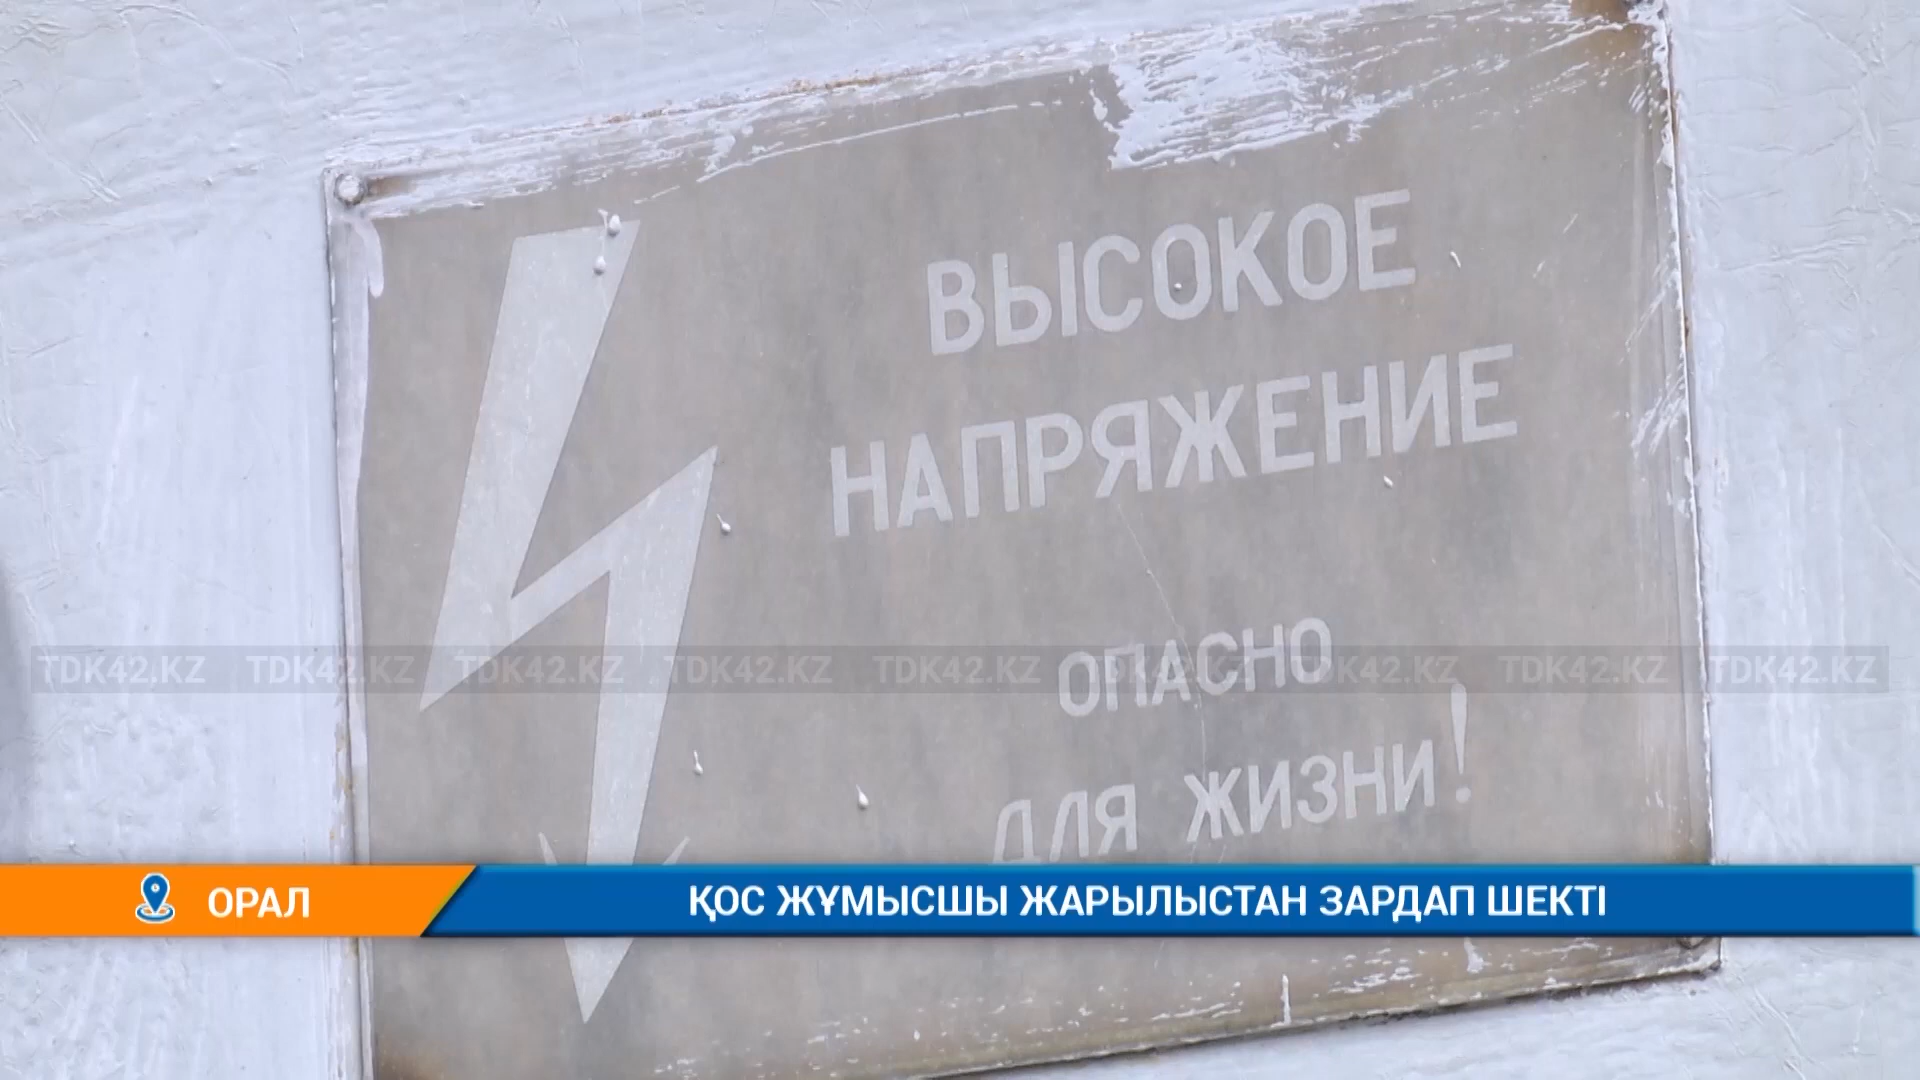 ВЫСОКОЕ
НАПРЯЖЕНИЕ
ОПАСНО
TDK42.KZ TDK42.KZ TDK42.KZ TDK42.KZ TDK42.KZ TDK42.KZ TDK42.KZ TDK42.KZ TDK42.KZ
ДЛЯ ЖИЗНИ!
ОРАЛ
ҚОС ЖҰМЫСШЫ ЖАРЫЛЫСТАН ЗАРДАП ШЕКТІ